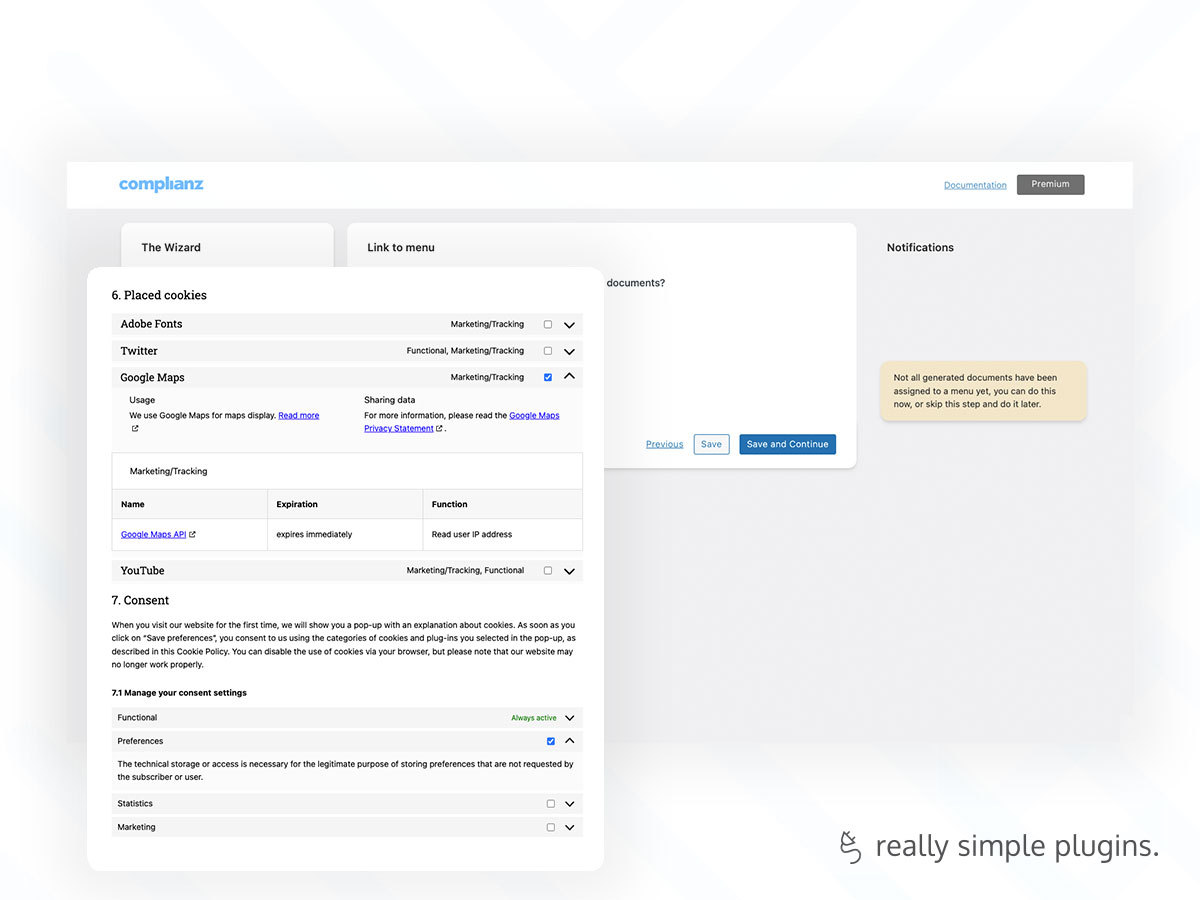 complianz
Documentation
Premium
The Wizard
Link to menu
Notifications
documents?
Not all generated documents have been
assigned to a menu yet, you can do this
now, or skip this step and do it later.
Previous
Save
Save and Continue
6. Placed cookies
Adobe Fonts Marketing/Tracking
Twitter Functional, Marketing/Tracking
Google Maps Marketing/Tracking
Usage
We use Google Maps for maps display. Read more
Sharing data
For more information, please read the Google Maps
Privacy Statement .
Marketing/Tracking
Name Expiration Function
Google Maps API expires immediately Read user IP address
YouTube Marketing/Tracking, Functional
7. Consent
When you visit our website for the first time, we will show you a pop-up with an explanation about cookies. As soon as you
click on “Save preferences”, you consent to us using the categories of cookies and plug-ins you selected in the pop-up, as
described in this Cookie Policy. You can disable the use of cookies via your browser, but please note that our website may
no longer work properly.
7.1 Manage your consent settings
Functional Always active
Preferences
The technical storage or access is necessary for the legitimate purpose of storing preferences that are not requested by
the subscriber or user.
Statistics
Marketing
really simple plugins.